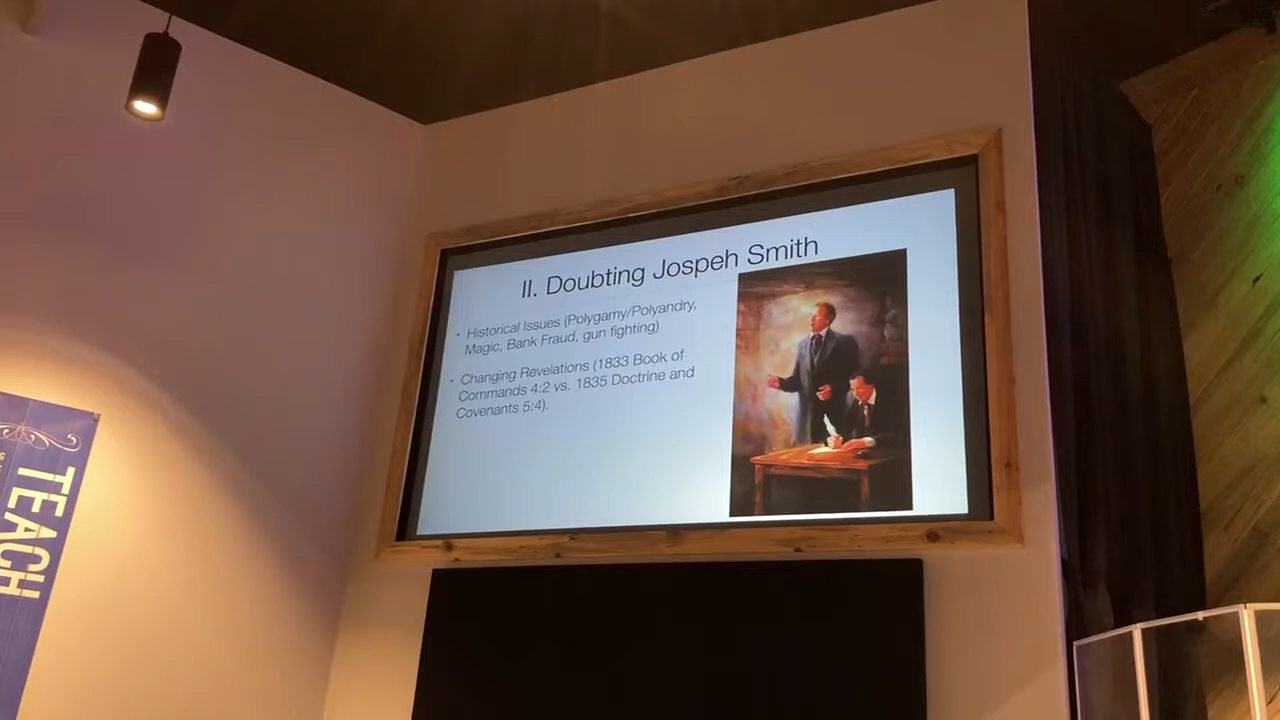 II. Doubting Jospeh Smith
· Historical Issues (Polygamy/Polyandry,
Magic, Bank Fraud, gun fighting)
· Changing Revelations (1833 Book of
Commands 4:2 vs. 1835 Doctrine and
Covenants 5:4).
TEACH